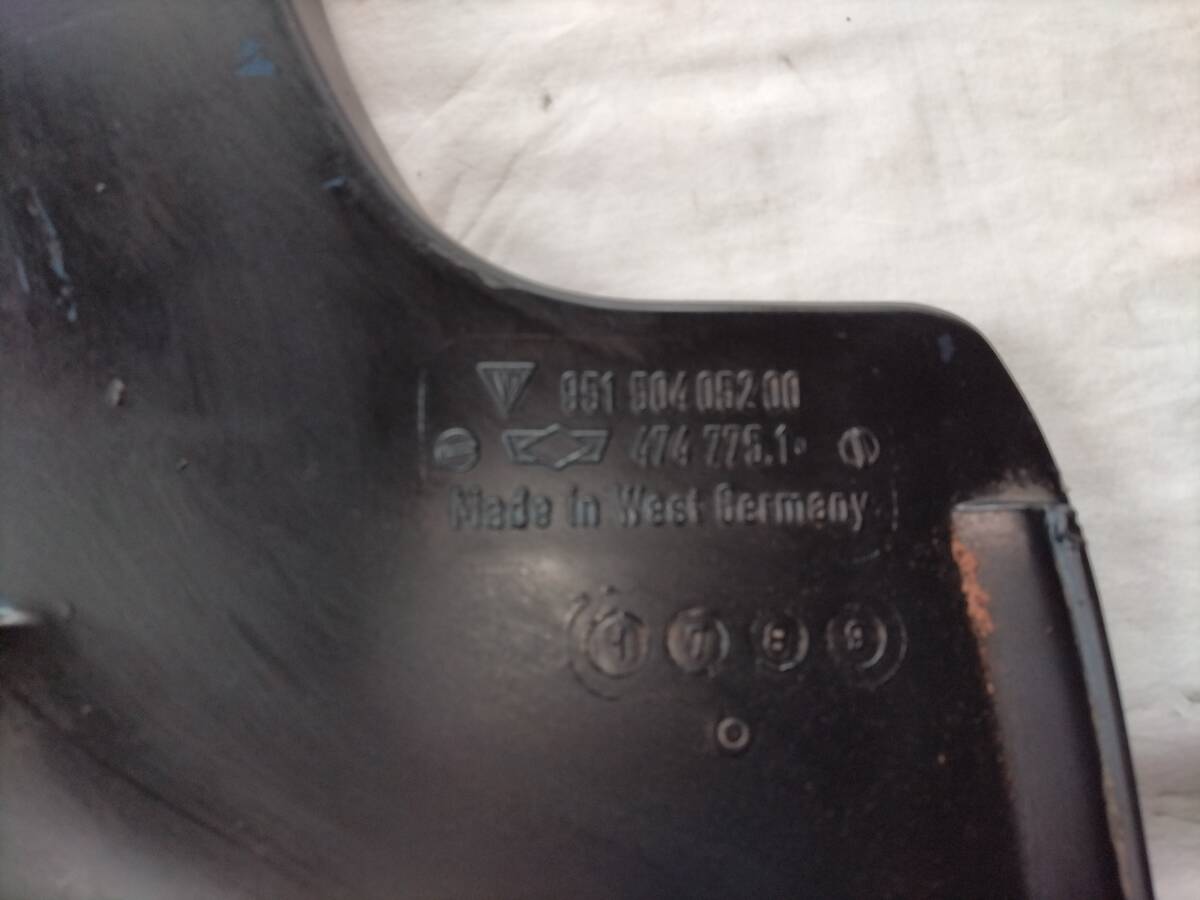 951 504 052 00
474 775.1
Made in West Germany
1 7 8 9